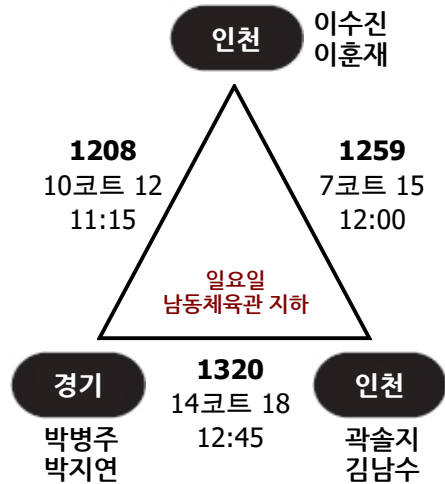 인천
이수진
이훈재
1208
10코트 12
11:15
1259
7코트 15
12:00
일요일
남동체육관 지하
경기
박병주
박지연
1320
14코트 18
12:45
인천
곽솔지
김남수